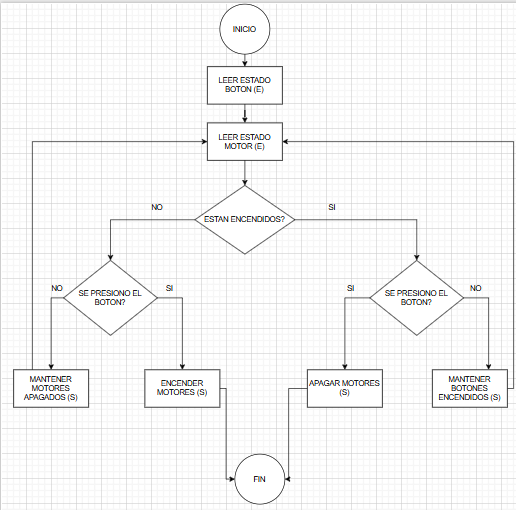 INICIO
LEER ESTADO
BOTON (E)
LEER ESTADO
MOTOR (E)
ESTAN ENCENDIDOS?
NO
SI
SE PRESIONO EL
BOTON?
NO
SI
SE PRESIONO EL
BOTON?
SI
NO
MANTENER
MOTORES
APAGADOS (S)
ENCENDER
MOTORES (S)
APAGAR MOTORES
(S)
MANTENER
BOTONES
ENCENDIDOS (S)
FIN